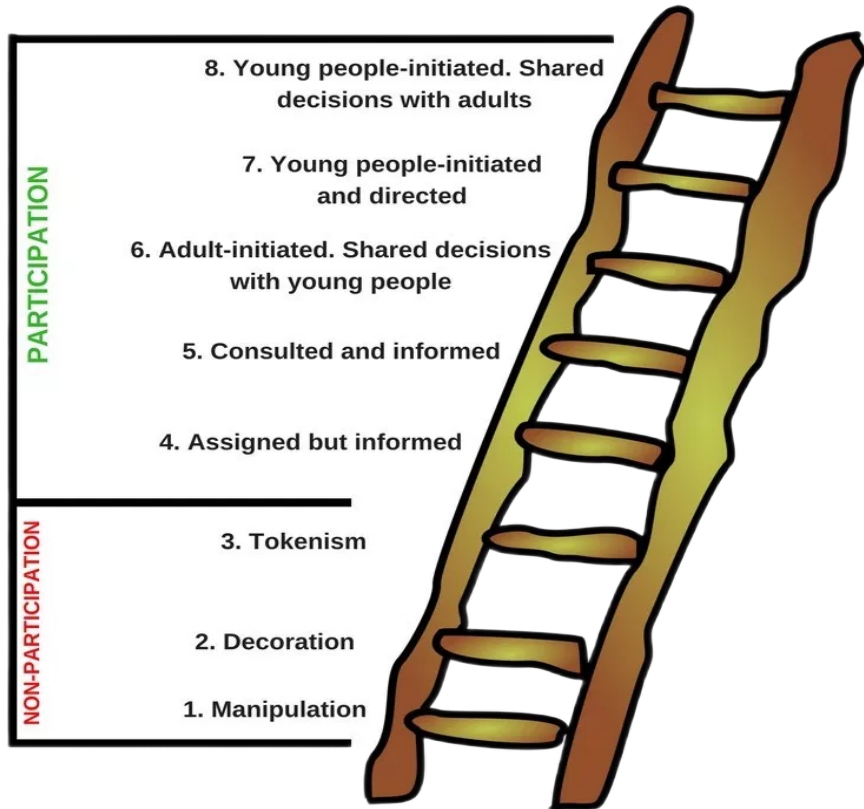 8. Young people-initiated. Shared
decisions with adults
PARTICIPATION
7. Young people-initiated
and directed
6. Adult-initiated. Shared decisions
with young people
5. Consulted and informed
4. Assigned but informed
NON-PARTICIPATION
3. Tokenism
2. Decoration
1. Manipulation